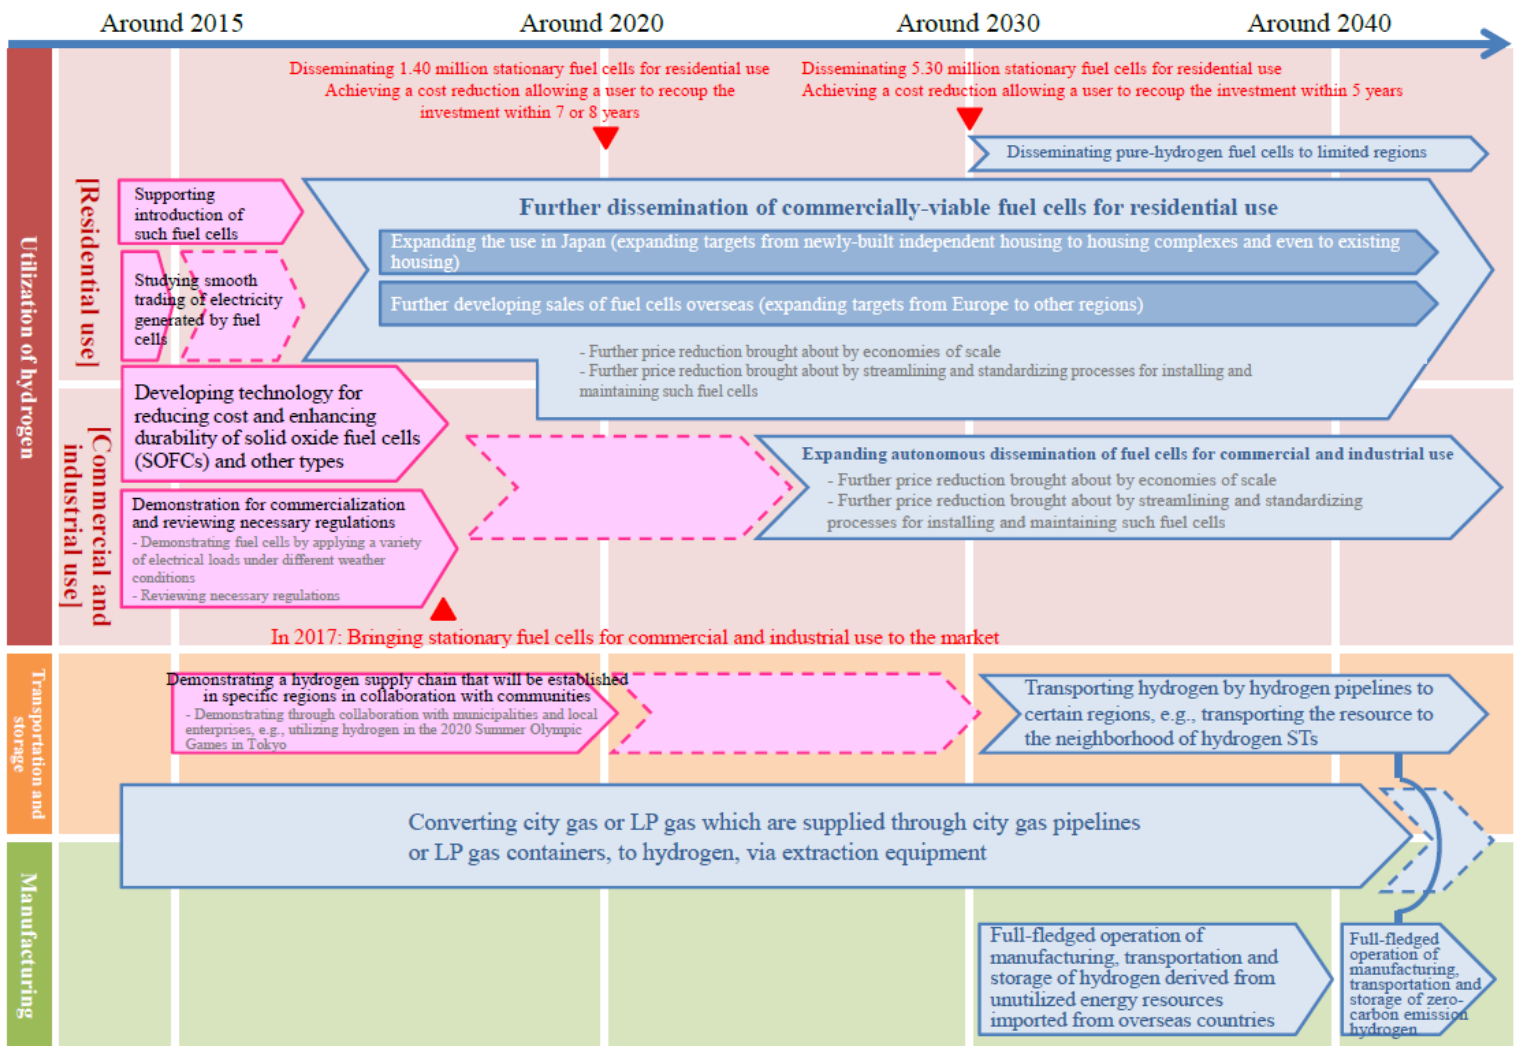 Around 2015
Around 2020
Around 2030
Around 2040
Disseminating 1.40 million stationary fuel cells for residential use
Achieving a cost reduction allowing a user to recoup the
investment within 7 or 8 years
Disseminating 5.30 million stationary fuel cells for residential use
Achieving a cost reduction allowing a user to recoup the investment within 5 years
Disseminating pure-hydrogen fuel cells to limited regions
Utilization of hydrogen
[Residential use]
Supporting
introduction of
such fuel cells
Studying smooth
trading of electricity
generated by fuel
cells
Further dissemination of commercially-viable fuel cells for residential use
Expanding the use in Japan (expanding targets from newly-built independent housing to housing complexes and even to existing
housing)
Further developing sales of fuel cells overseas (expanding targets from Europe to other regions)
- Further price reduction brought about by economies of scale
- Further price reduction brought about by streamlining and standardizing processes for installing and
maintaining such fuel cells
[Commercial and
industrial use]
Developing technology for
reducing cost and enhancing
durability of solid oxide fuel cells
(SOFCs) and other types
Demonstration for commercialization
and reviewing necessary regulations
- Demonstrating fuel cells by applying a variety
of electrical loads under different weather
conditions
- Reviewing necessary regulations
Expanding autonomous dissemination of fuel cells for commercial and industrial use
- Further price reduction brought about by economies of scale
- Further price reduction brought about by streamlining and standardizing
processes for installing and maintaining such fuel cells
In 2017: Bringing stationary fuel cells for commercial and industrial use to the market
Transportation and
storage
Demonstrating a hydrogen supply chain that will be established
in specific regions in collaboration with communities
- Demonstrating through collaboration with municipalities and local
enterprises, e.g., utilizing hydrogen in the 2020 Summer Olympic
Games in Tokyo
Transporting hydrogen by hydrogen pipelines to
certain regions, e.g., transporting the resource to
the neighborhood of hydrogen STs
Converting city gas or LP gas which are supplied through city gas pipelines
or LP gas containers, to hydrogen, via extraction equipment
Manufacturing
Full-fledged operation of
manufacturing, transportation and
storage of hydrogen derived from
unutilized energy resources
imported from overseas countries
Full-fledged
operation of
manufacturing,
transportation and
storage of zero-
carbon emission
hydrogen